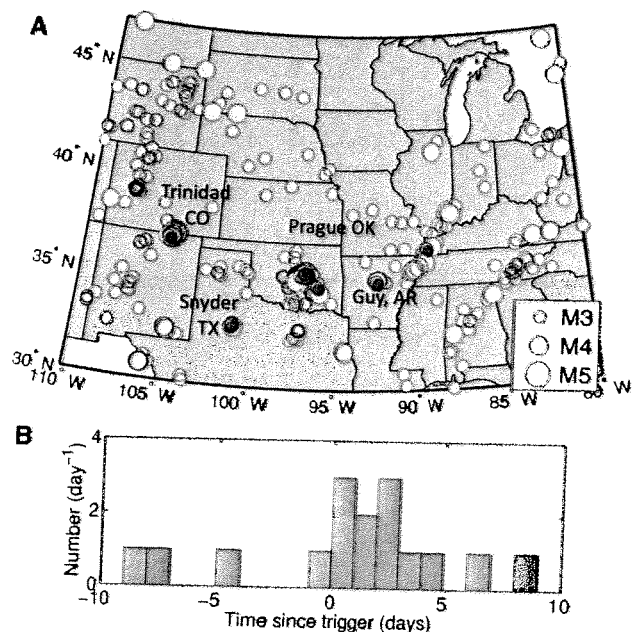 A
45° N
40° N
35° N
30° N
Trinidad
CO
Prague OK
Guy, AR
Snyder
TX
M3
M4
M5
110° W
105° W
100° W
95° W
90° W
85° W
80° W
B
Number (day⁻¹)
4
2
0
-10
-5
0
5
10
Time since trigger (days)